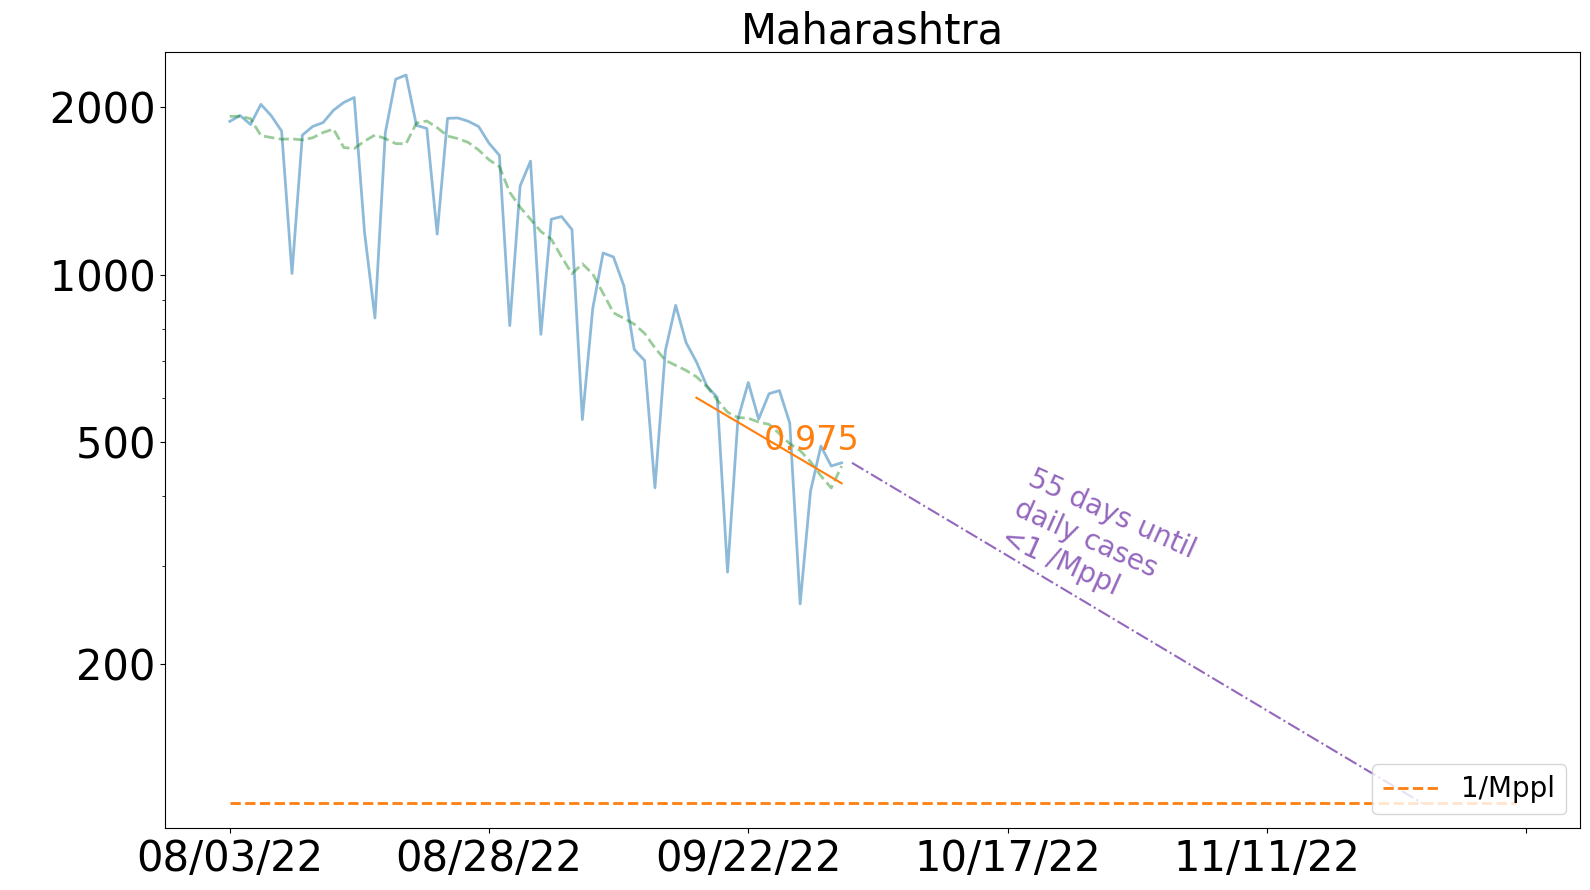 Maharashtra
2000
1000
500
200
0.975
55 days until
daily cases
<1 /Mppl
1/Mppl
08/03/22
08/28/22
09/22/22
10/17/22
11/11/22